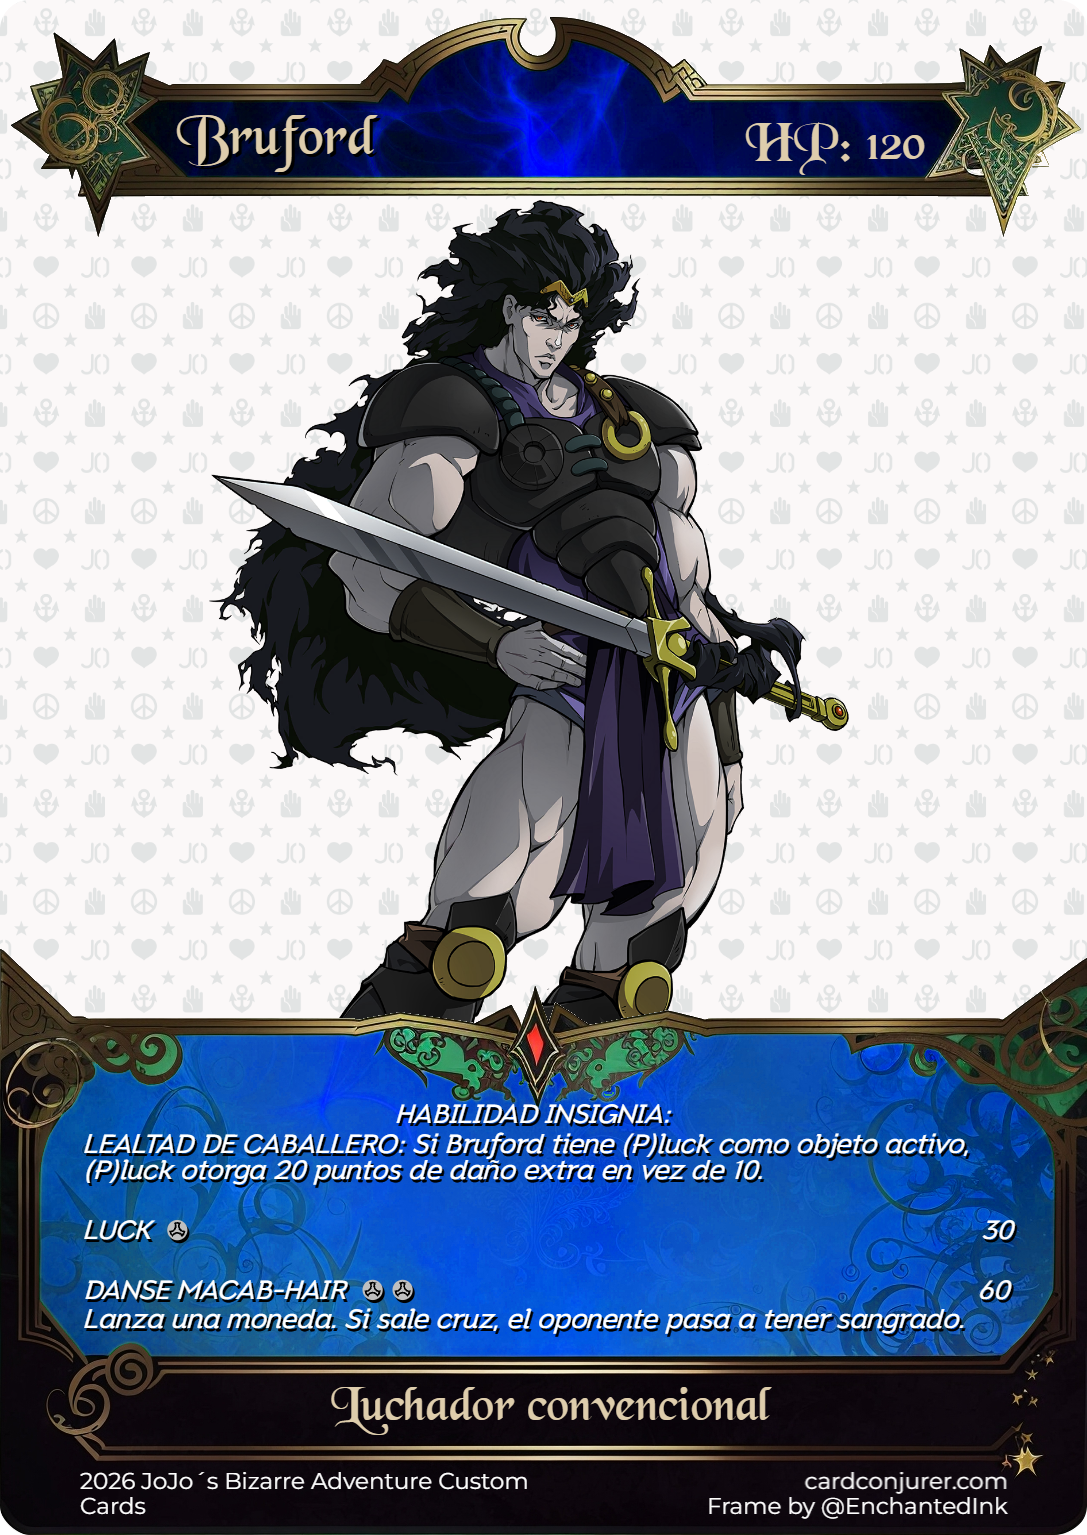 Bruford
HP: 120
HABILIDAD INSIGNIA:
LEALTAD DE CABALLERO: Si Bruford tiene (P)luck como objeto activo,
(P)luck otorga 20 puntos de daño extra en vez de 10.
LUCK 30
DANSE MACAB-HAIR 60
Lanza una moneda. Si sale cruz, el oponente pasa a tener sangrado.
Luchador convencional
2026 JoJo´s Bizarre Adventure Custom
Cards
cardconjurer.com
Frame by @EnchantedInk